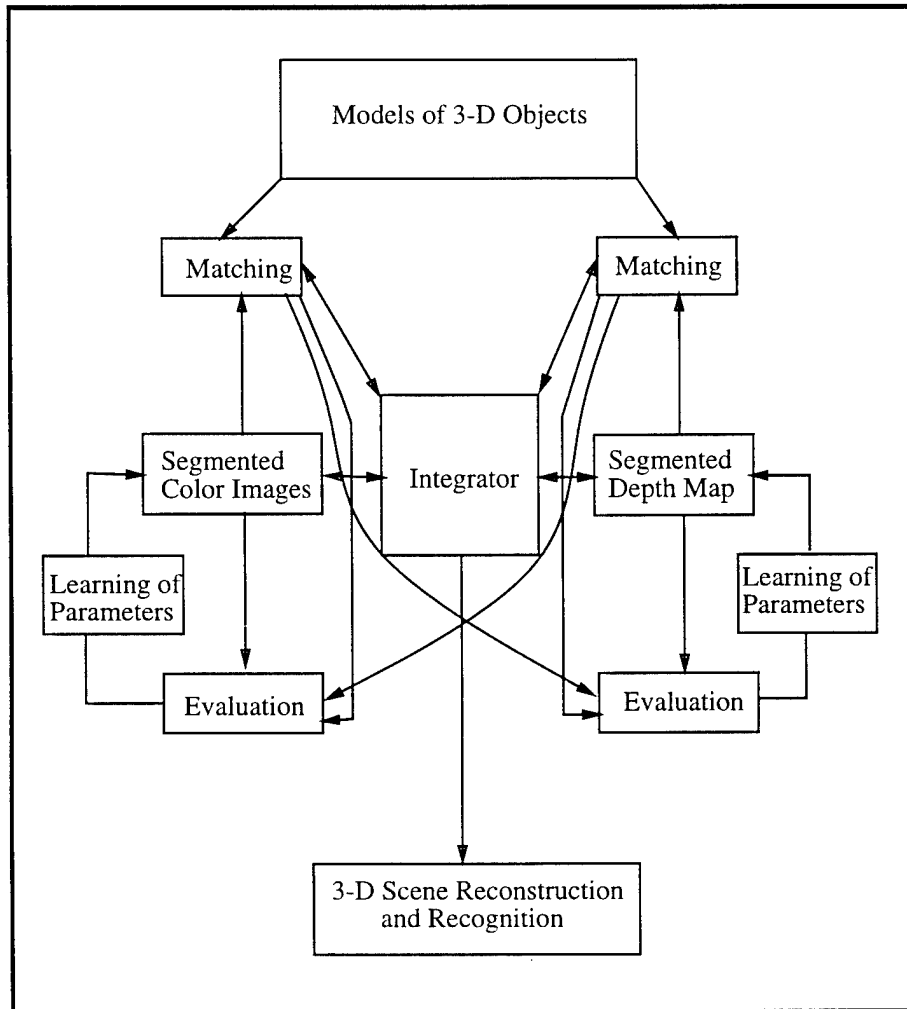 Models of 3-D Objects
Matching
Matching
Segmented
Color Images
Integrator
Segmented
Depth Map
Learning of
Parameters
Learning of
Parameters
Evaluation
Evaluation
3-D Scene Reconstruction
and Recognition